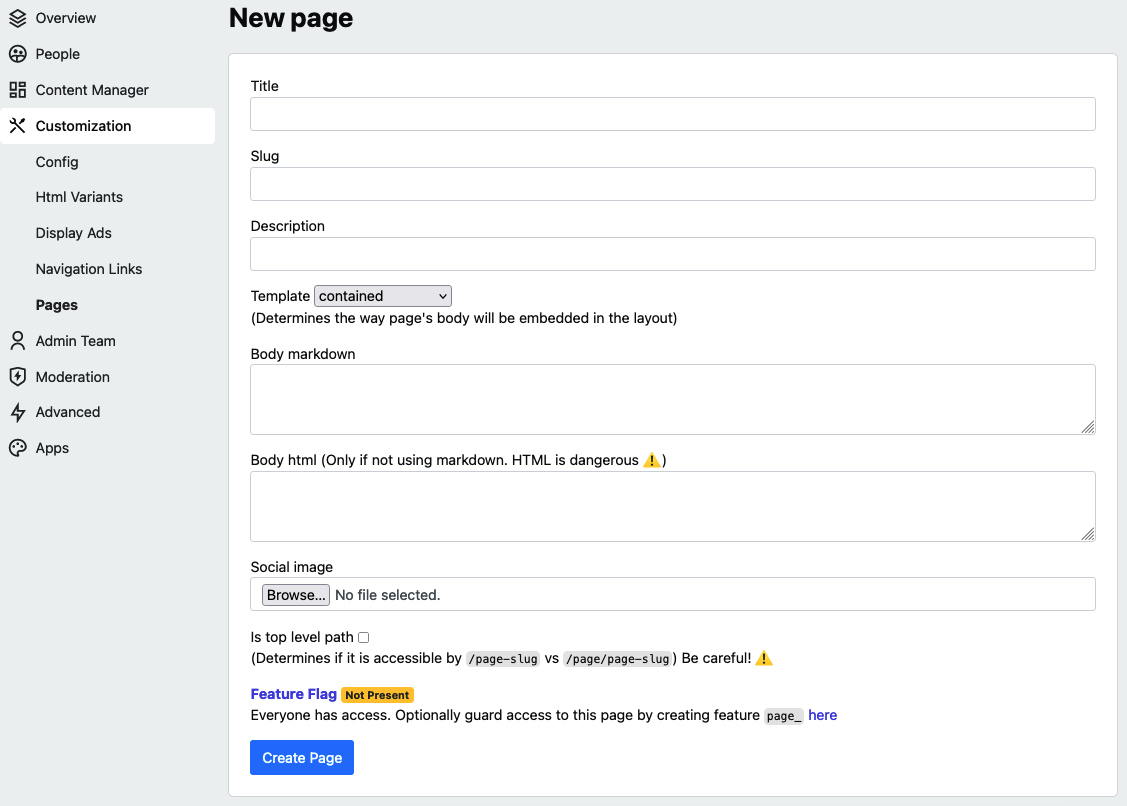 Overview
People
Content Manager
Customization
Config
Html Variants
Display Ads
Navigation Links
Pages
Admin Team
Moderation
Advanced
Apps
New page
Title
Slug
Description
Template contained
(Determines the way page's body will be embedded in the layout)
Body markdown
Body html (Only if not using markdown. HTML is dangerous ⚠️)
Social image
Browse... No file selected.
Is top level path
(Determines if it is accessible by /page-slug vs /page/page-slug) Be careful! ⚠️
Feature Flag Not Present
Everyone has access. Optionally guard access to this page by creating feature page_ here
Create Page